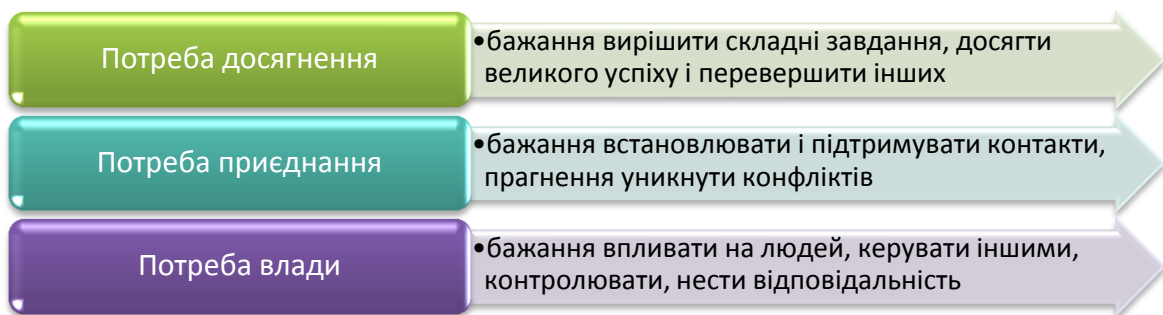 Потреба досягнення
•бажання вирішити складні завдання, досягти
великого успіху і перевершити інших
Потреба приєднання
•бажання встановлювати і підтримувати контакти,
прагнення уникнути конфліктів
Потреба влади
•бажання впливати на людей, керувати іншими,
контролювати, нести відповідальність